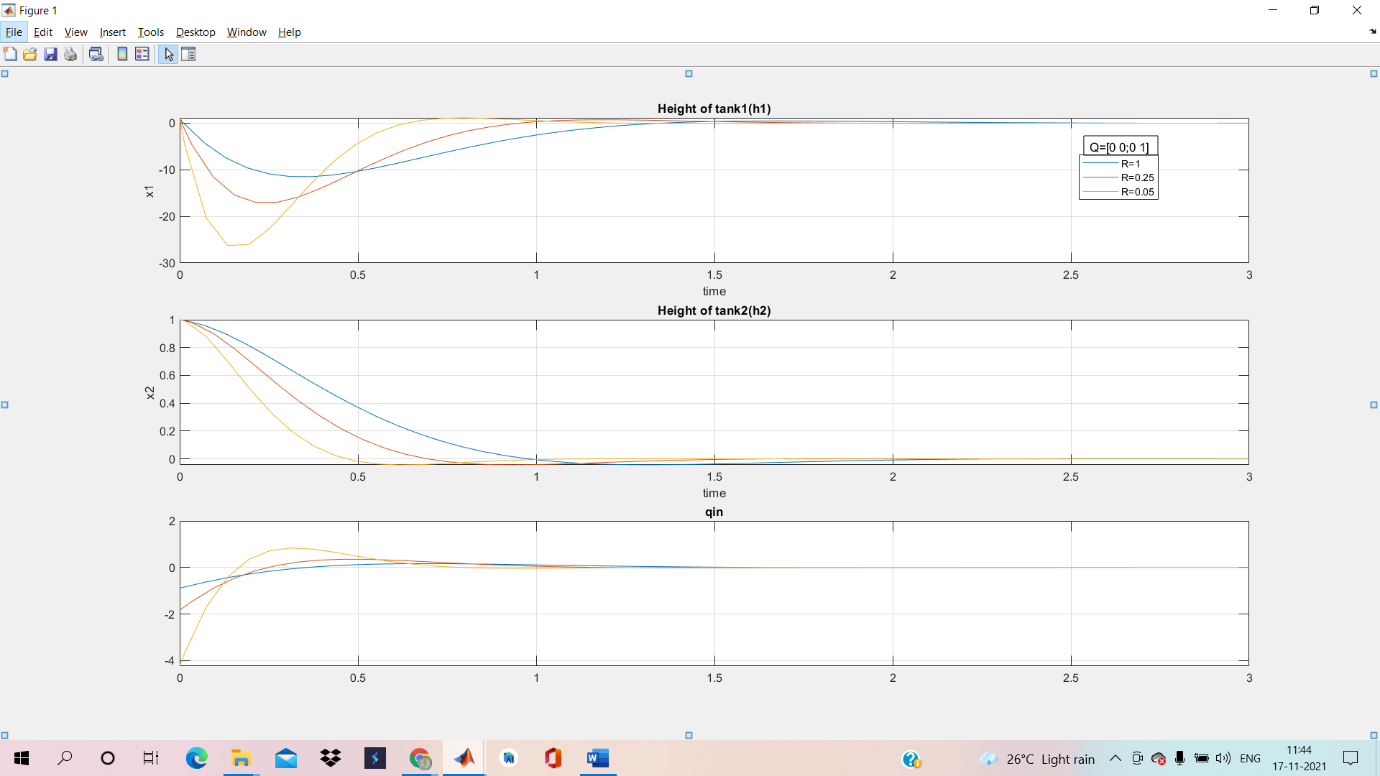 Figure 1
File Edit View Insert Tools Desktop Window Help
Height of tank1(h1)
0
-10
-20
-30
x1
Q=[0 0;0 1]
R=1
R=0.25
R=0.05
0 0.5 1 1.5 2 2.5 3
time
Height of tank2(h2)
1
0.8
0.6
0.4
0.2
0
x2
0 0.5 1 1.5 2 2.5 3
time
qin
2
0
-2
-4
0 0.5 1 1.5 2 2.5 3
26°C Light rain ENG
11:44
17-11-2021